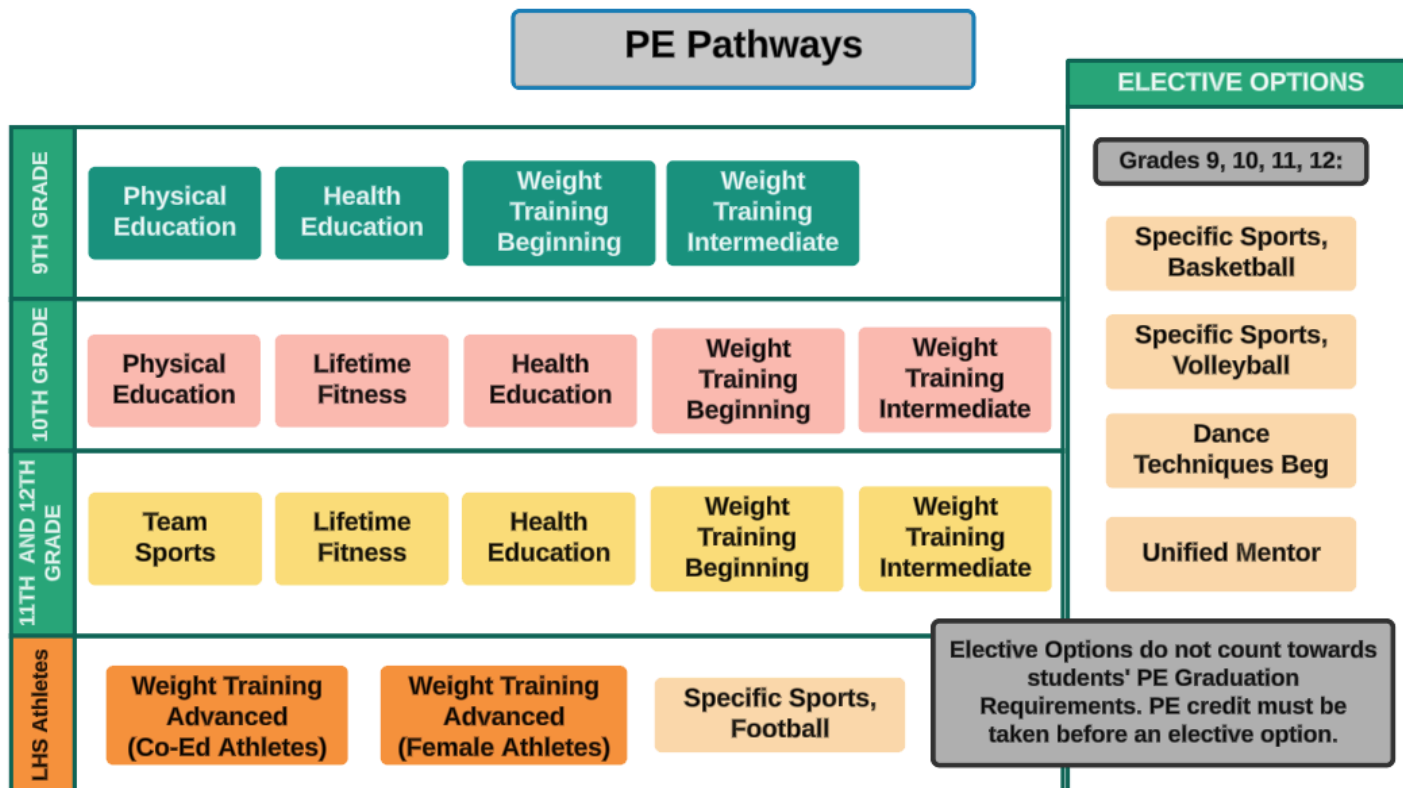 PE Pathways
ELECTIVE OPTIONS
Grades 9, 10, 11, 12:
Specific Sports,
Basketball
Specific Sports,
Volleyball
Dance
Techniques Beg
Unified Mentor
9TH GRADE
Physical
Education
Health
Education
Weight
Training
Beginning
Weight
Training
Intermediate
10TH GRADE
Physical
Education
Lifetime
Fitness
Health
Education
Weight
Training
Beginning
Weight
Training
Intermediate
11TH AND 12TH
GRADE
Team
Sports
Lifetime
Fitness
Health
Education
Weight
Training
Beginning
Weight
Training
Intermediate
LHS Athletes
Weight Training
Advanced
(Co-Ed Athletes)
Weight Training
Advanced
(Female Athletes)
Specific Sports,
Football
Elective Options do not count towards
students' PE Graduation
Requirements. PE credit must be
taken before an elective option.